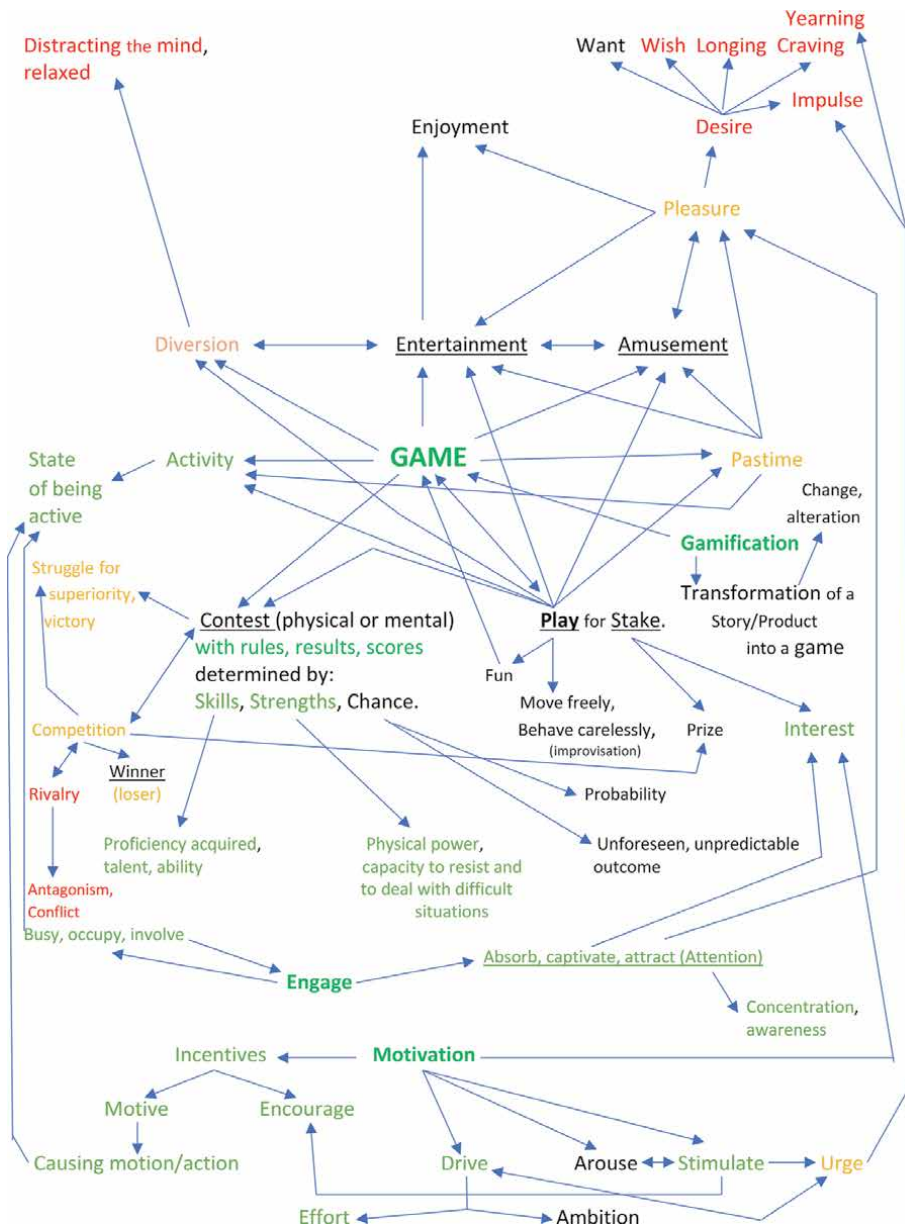 Yearning
Distracting the mind,
relaxed
Want Wish Longing Craving
Impulse
Enjoyment
Desire
Pleasure
Diversion
Entertainment
Amusement
GAME
State
of being
active
Activity
Pastime
Change,
alteration
Gamification
Struggle for
superiority,
victory
Transformation of a
Story/Product
into a game
Contest (physical or mental)
with rules, results, scores
determined by:
Skills, Strengths, Chance.
Play for Stake.
Fun
Move freely,
Behave carelessly,
(improvisation)
Prize
Interest
Competition
Winner
(loser)
Rivalry
Probability
Proficiency acquired,
talent, ability
Physical power,
capacity to resist and
to deal with difficult
situations
Unforeseen, unpredictable
outcome
Antagonism,
Conflict
Busy, occupy, involve
Engage
Absorb, captivate, attract (Attention)
Concentration,
awareness
Incentives
Motivation
Motive
Encourage
Causing motion/action
Drive
Arouse
Stimulate
Urge
Effort
Ambition